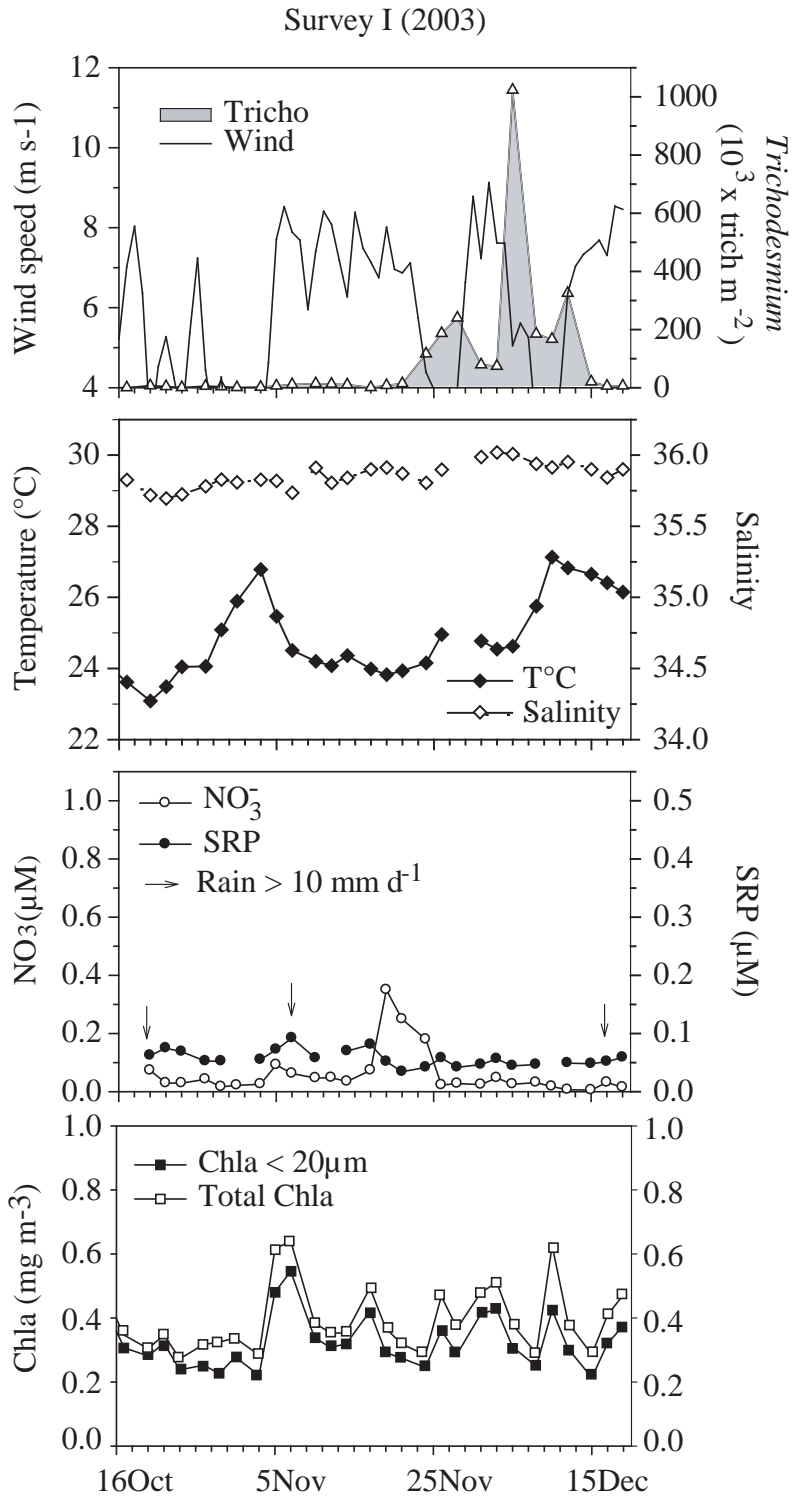 Survey I (2003)
Wind speed (m s-1)
12
10
8
6
4
Tricho
Wind
1000
800
600
400
200
0
Trichodesmium
(10³ x trich m⁻²)
Temperature (°C)
30
28
26
24
22
T°C
Salinity
36.0
35.5
35.0
34.5
34.0
Salinity
NO3(µM)
1.0
0.8
0.6
0.4
0.2
0.0
NO₃⁻
SRP
Rain > 10 mm d⁻¹
0.5
0.4
0.3
0.2
0.1
0.0
SRP (µM)
Chla (mg m-3)
1.0
0.8
0.6
0.4
0.2
0.0
Chla < 20µm
Total Chla
1.0
0.8
0.6
0.4
0.2
0.0
16Oct 5Nov 25Nov 15Dec